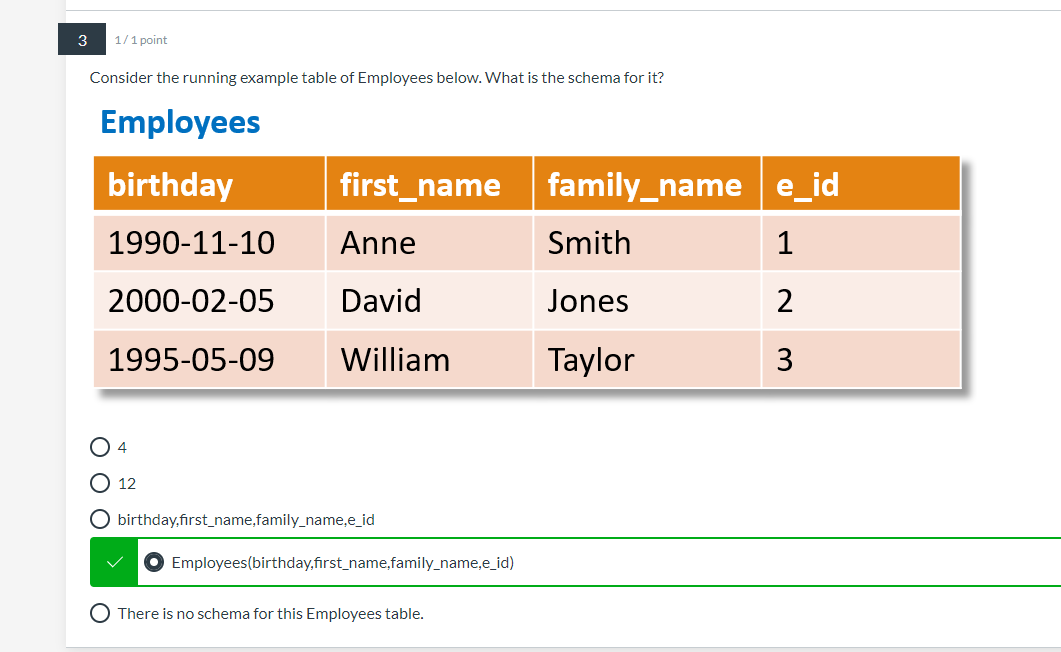 3 1 / 1 point
Consider the running example table of Employees below. What is the schema for it?
Employees
birthday first_name family_name e_id
1990-11-10 Anne Smith 1
2000-02-05 David Jones 2
1995-05-09 William Taylor 3
4
12
birthday,first_name,family_name,e_id
Employees(birthday,first_name,family_name,e_id)
There is no schema for this Employees table.